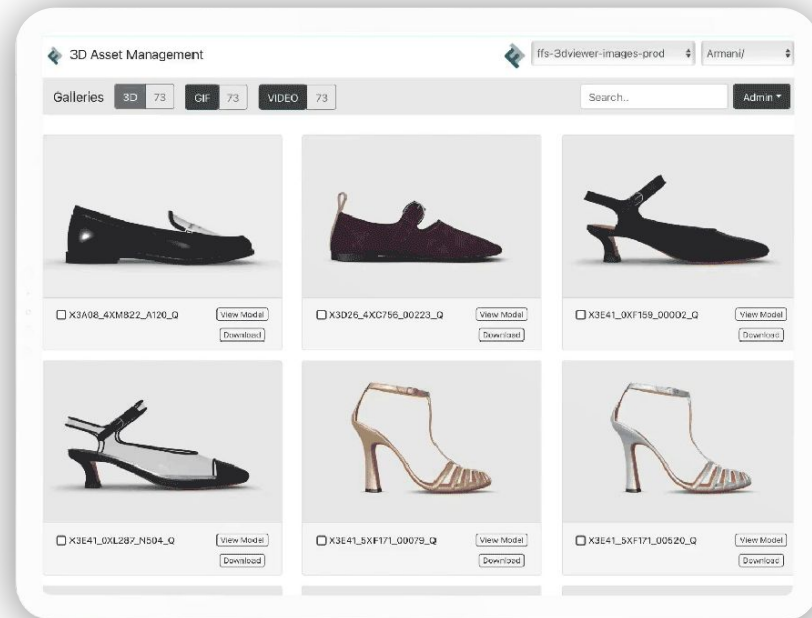 3D Asset Management
ffs-3dviewer-images-prod
Armani/
Galleries 3D 73 GIF 73 VIDEO 73 Search.. Admin
X3A08_4XM822_A120_Q View Model
Download
X3D26_4XC756_00223_Q View Model
Download
X3E41_0XF159_00002_Q View Model
Download
X3E41_0XL287_N504_Q View Model
Download
X3E41_5XF171_00079_Q View Model
Download
X3E41_5XF171_00520_Q View Model
Download